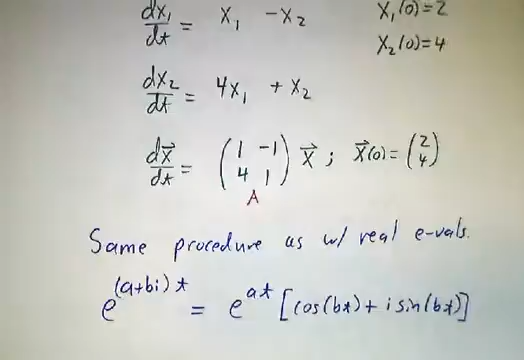 dx₁/dt = x₁ - x₂ x₁(0)=2
x₂(0)=4
dx₂/dt = 4x₁ + x₂
dx⃗/dt = (1 -1; 4 1) x⃗ ; x⃗(0) = (2; 4)
A
Same procedure as w/ real e-vals.
e^(a+bi)t = e^at [cos(bt) + i sin(bt)]